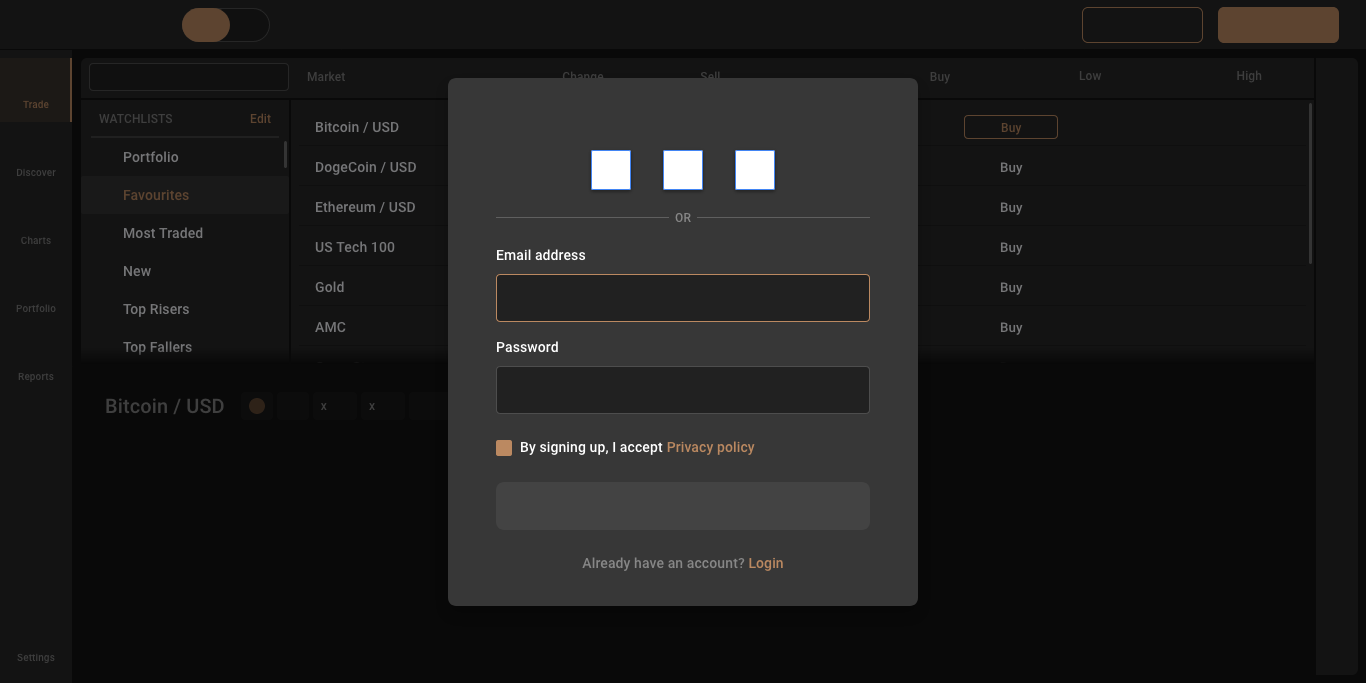 Market Change Sell Buy Low High
Trade
WATCHLISTS Edit
Bitcoin / USD Buy
Portfolio
DogeCoin / USD Buy
Discover
Favourites
Ethereum / USD Buy
OR
Most Traded
Charts
US Tech 100 Buy
Email address
New
Gold Buy
Portfolio
Top Risers
AMC Buy
Top Fallers
Password
Reports
Bitcoin / USD x x
By signing up, I accept Privacy policy
Already have an account? Login
Settings